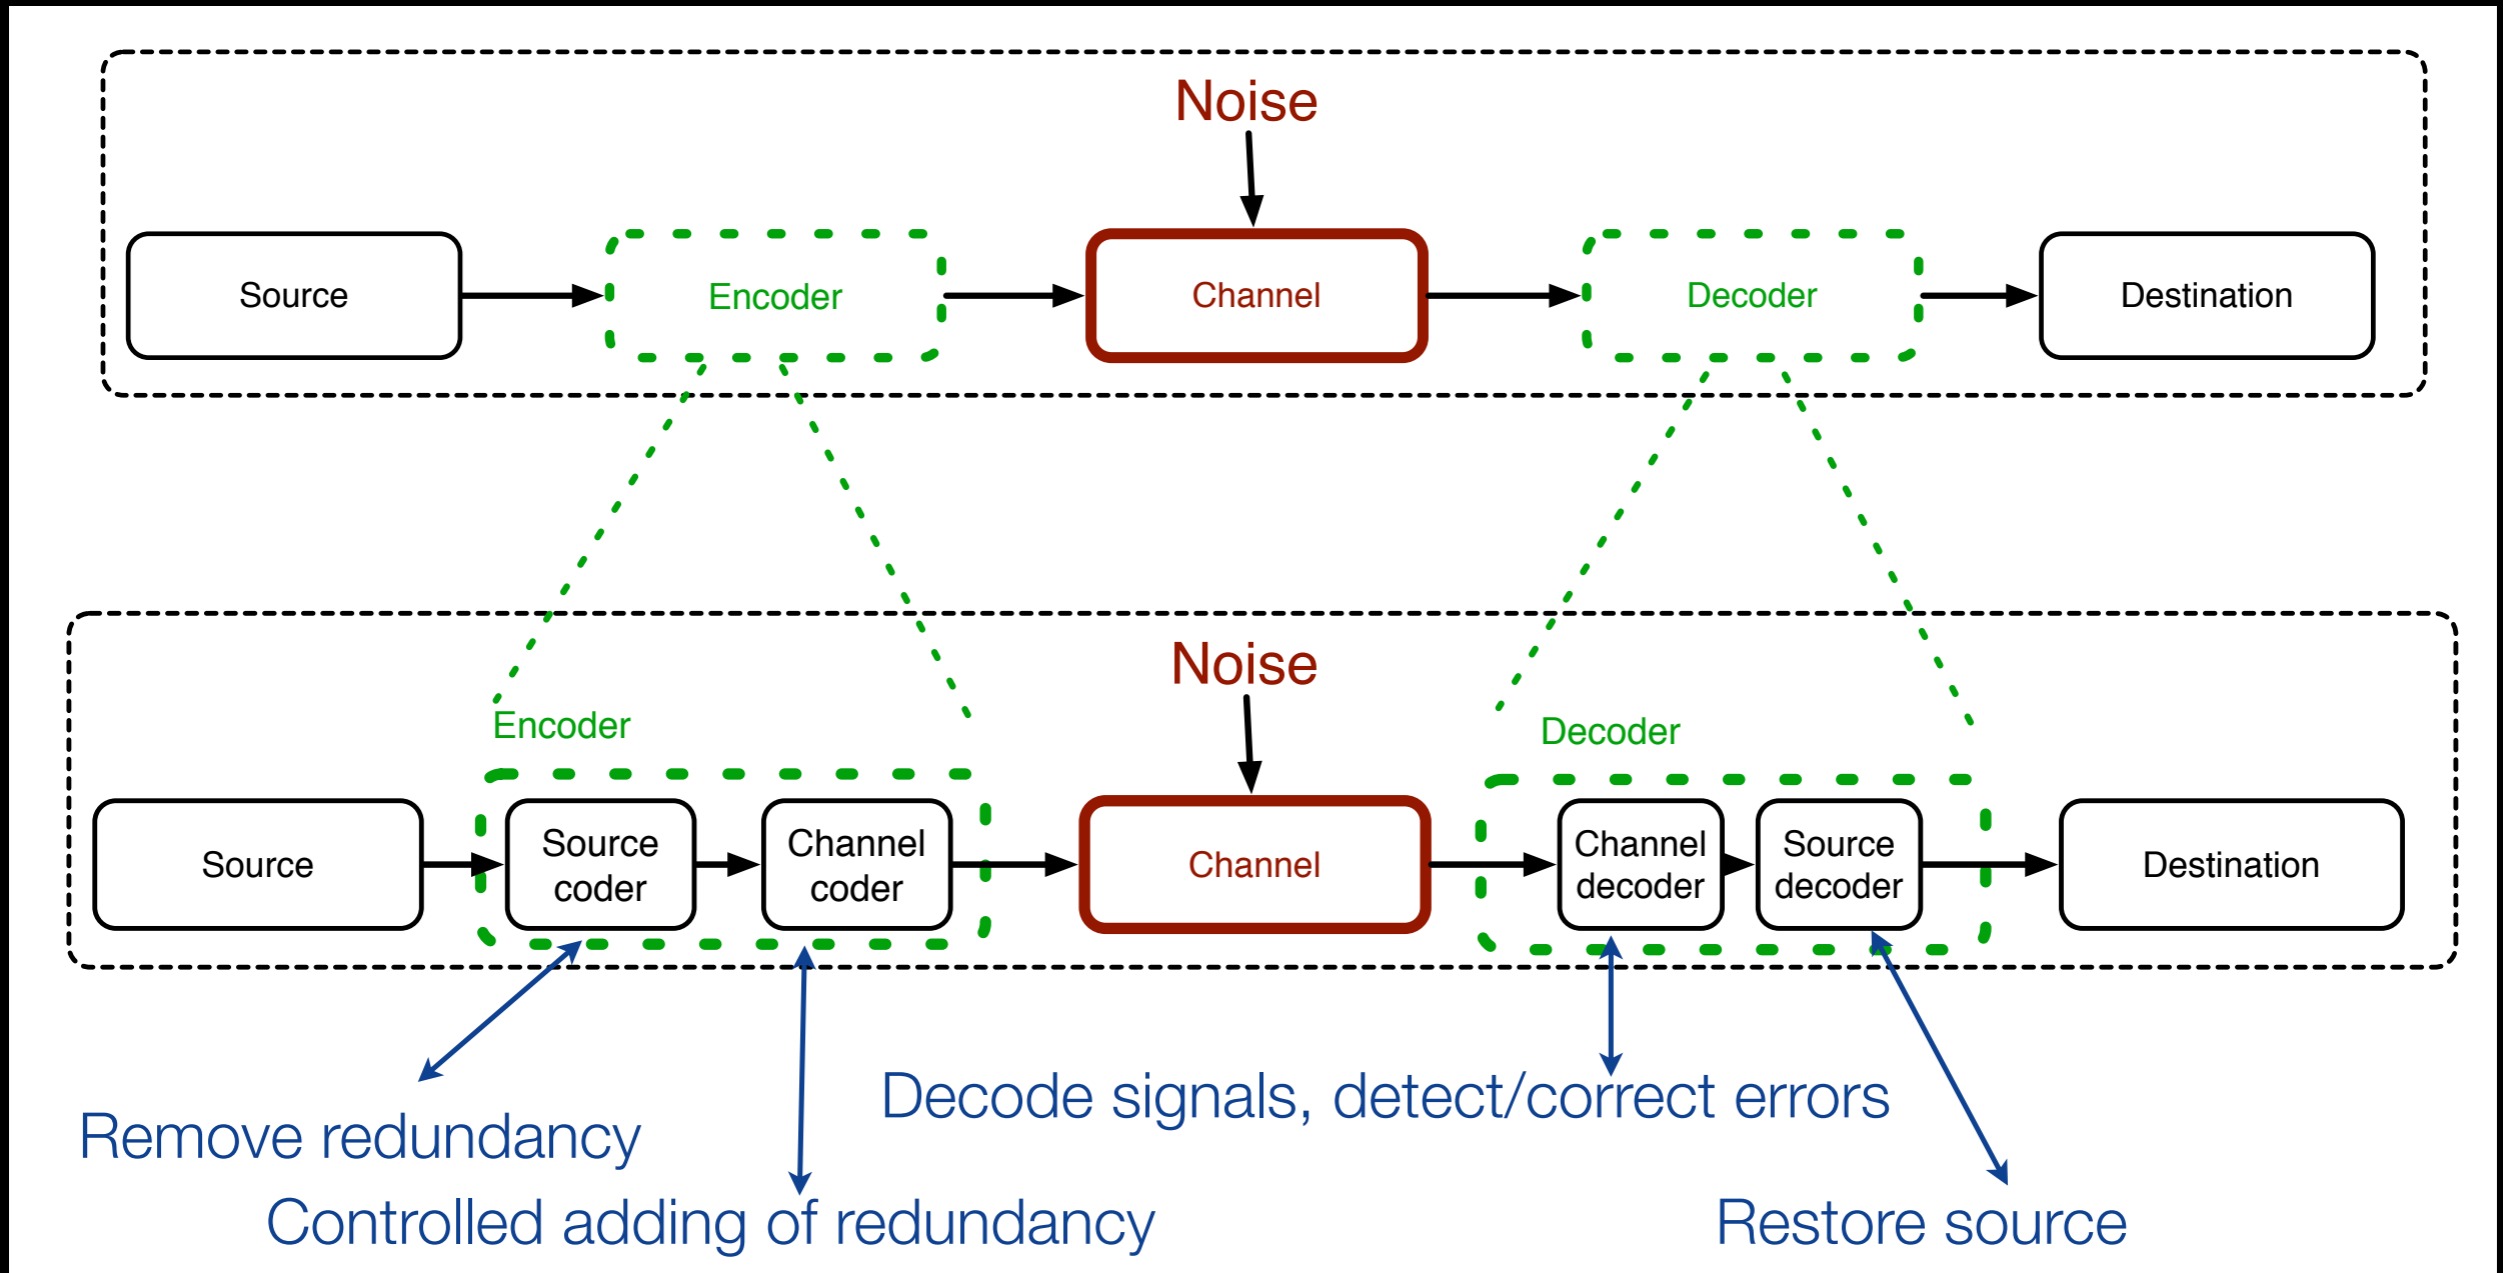 Noise
Source
Encoder
Channel
Decoder
Destination
Noise
Encoder
Decoder
Source
Source
coder
Channel
coder
Channel
Channel
decoder
Source
decoder
Destination
Decode signals, detect/correct errors
Remove redundancy
Controlled adding of redundancy
Restore source